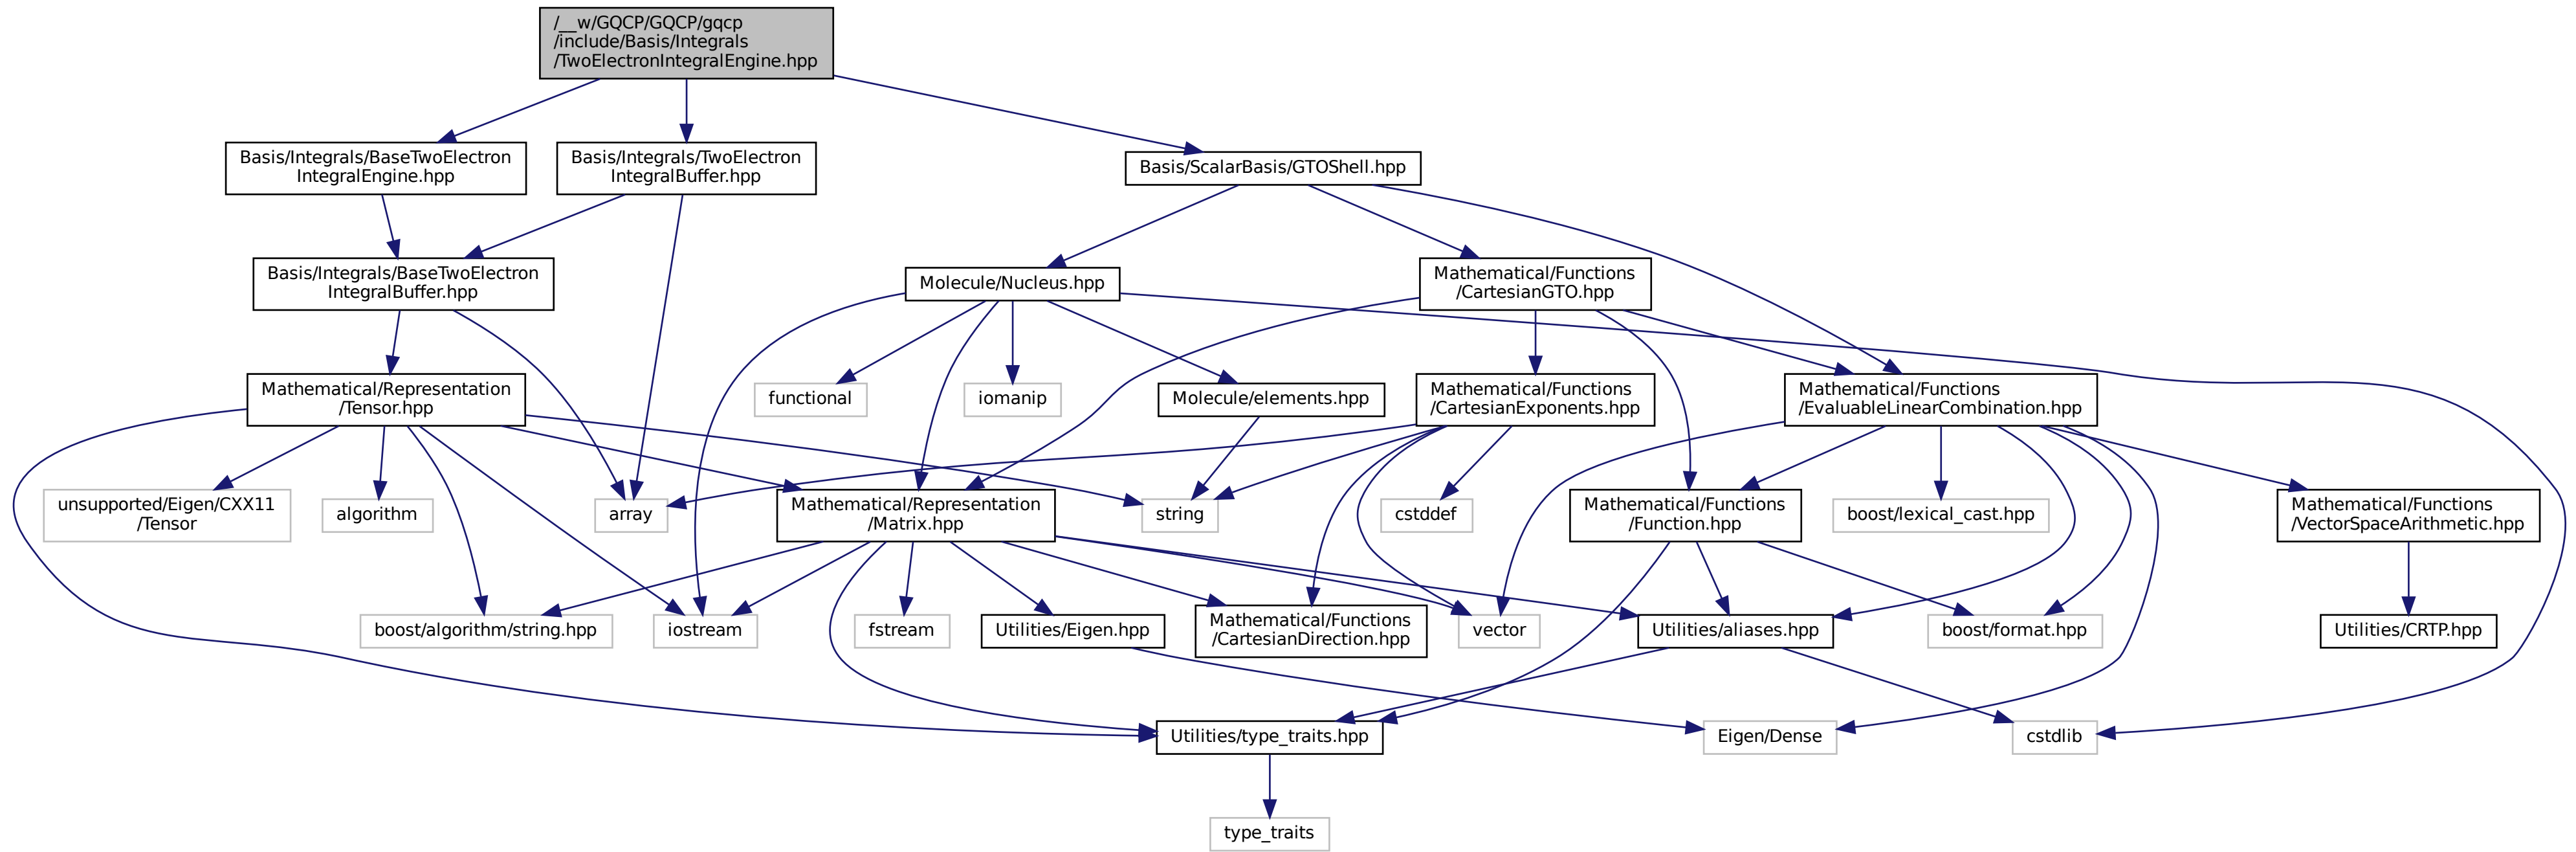 /__w/GQCP/GQCP/gqcp
/include/Basis/Integrals
/TwoElectronIntegralEngine.hpp
Basis/Integrals/BaseTwoElectron
IntegralEngine.hpp
Basis/Integrals/TwoElectron
IntegralBuffer.hpp
Basis/ScalarBasis/GTOShell.hpp
Basis/Integrals/BaseTwoElectron
IntegralBuffer.hpp
Molecule/Nucleus.hpp
Mathematical/Functions
/CartesianGTO.hpp
Mathematical/Representation
/Tensor.hpp
functional
iomanip
Molecule/elements.hpp
Mathematical/Functions
/CartesianExponents.hpp
Mathematical/Functions
/EvaluableLinearCombination.hpp
unsupported/Eigen/CXX11
/Tensor
algorithm
array
Mathematical/Representation
/Matrix.hpp
string
cstddef
Mathematical/Functions
/Function.hpp
boost/lexical_cast.hpp
Mathematical/Functions
/VectorSpaceArithmetic.hpp
boost/algorithm/string.hpp
iostream
fstream
Utilities/Eigen.hpp
Mathematical/Functions
/CartesianDirection.hpp
vector
Utilities/aliases.hpp
boost/format.hpp
Utilities/CRTP.hpp
Utilities/type_traits.hpp
Eigen/Dense
cstdlib
type_traits